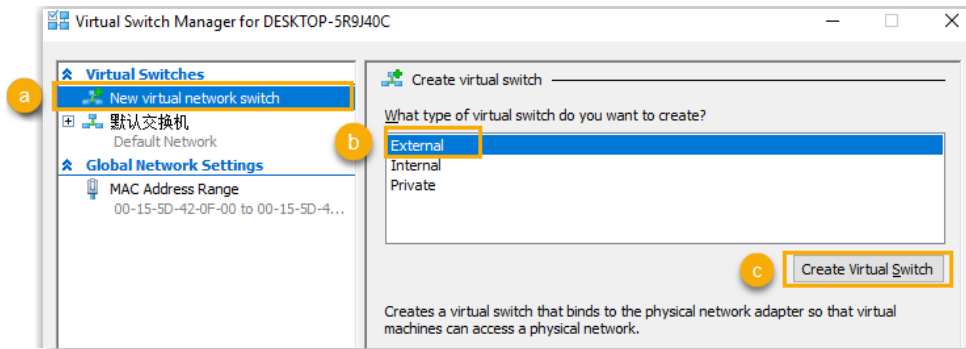 Virtual Switch Manager for DESKTOP-5R9J40C
Virtual Switches
a
New virtual network switch
默认交换机
Default Network
Global Network Settings
MAC Address Range
00-15-5D-42-0F-00 to 00-15-5D-4...
Create virtual switch
What type of virtual switch do you want to create?
b
External
Internal
Private
c
Create Virtual Switch
Creates a virtual switch that binds to the physical network adapter so that virtual
machines can access a physical network.